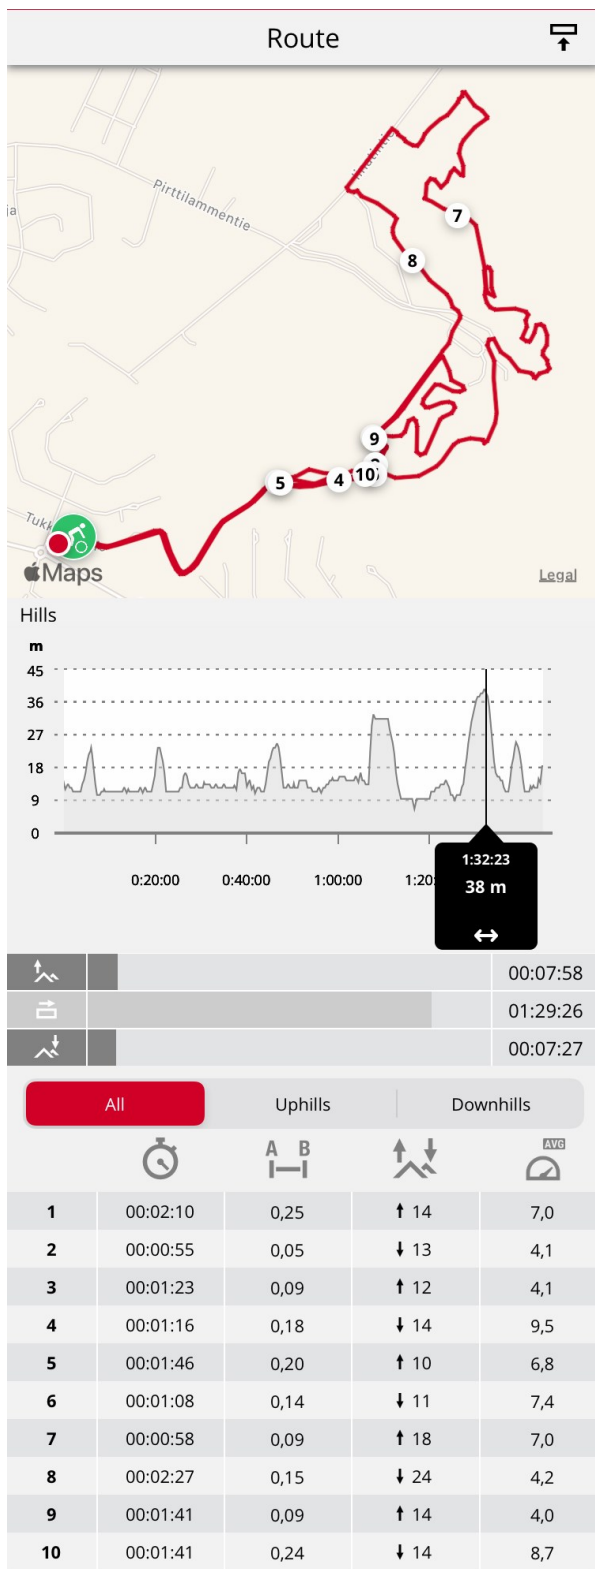 Route
Pirttilammentie
ja
7
8
9
10
4
5
Tukk
Maps
Legal
Hills
m
45
36
27
18
9
0
0:20:00 0:40:00 1:00:00 1:20:
1:32:23
38 m
00:07:58
01:29:26
00:07:27
All Uphills Downhills
A B AVG
1 00:02:10 0,25 14 7,0
2 00:00:55 0,05 13 4,1
3 00:01:23 0,09 12 4,1
4 00:01:16 0,18 14 9,5
5 00:01:46 0,20 10 6,8
6 00:01:08 0,14 11 7,4
7 00:00:58 0,09 18 7,0
8 00:02:27 0,15 24 4,2
9 00:01:41 0,09 14 4,0
10 00:01:41 0,24 14 8,7